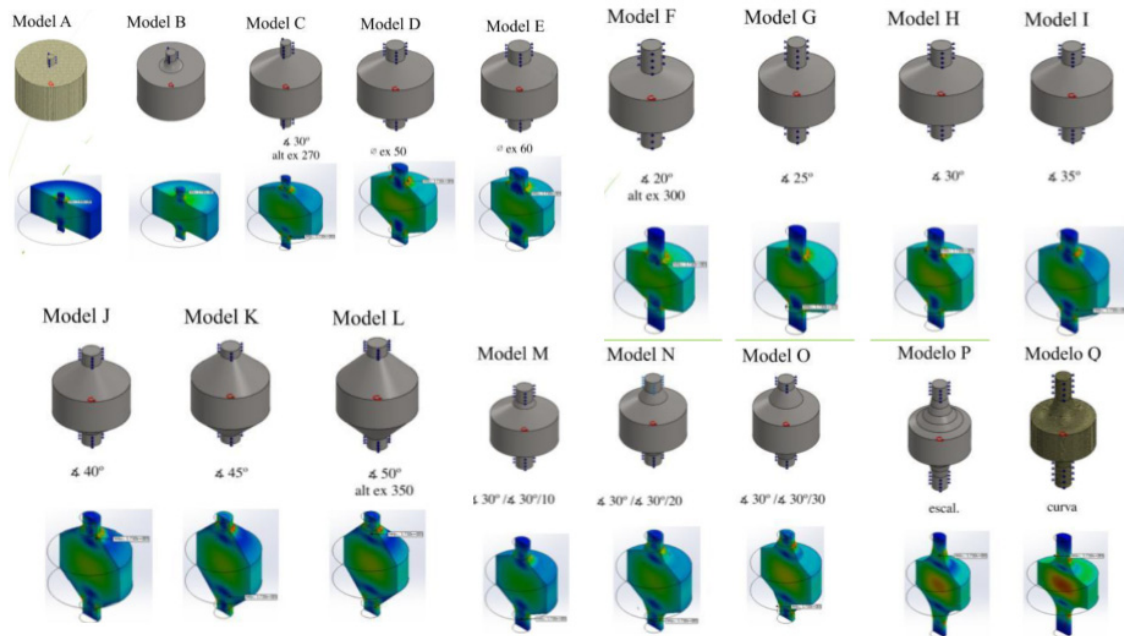 Model A
Model B
Model C
Model D
Model E
∡ 30°
alt ex 270
⌀ ex 50
⌀ ex 60
Model F
Model G
Model H
Model I
∡ 20°
alt ex 300
∡ 25°
∡ 30°
∡ 35°
Model J
Model K
Model L
∡ 40°
∡ 45°
∡ 50°
alt ex 350
Model M
Model N
Model O
Modelo P
Modelo Q
∡ 30° /∡ 30°/10
∡ 30° /∡ 30°/20
∡ 30° /∡ 30°/30
escal.
curva